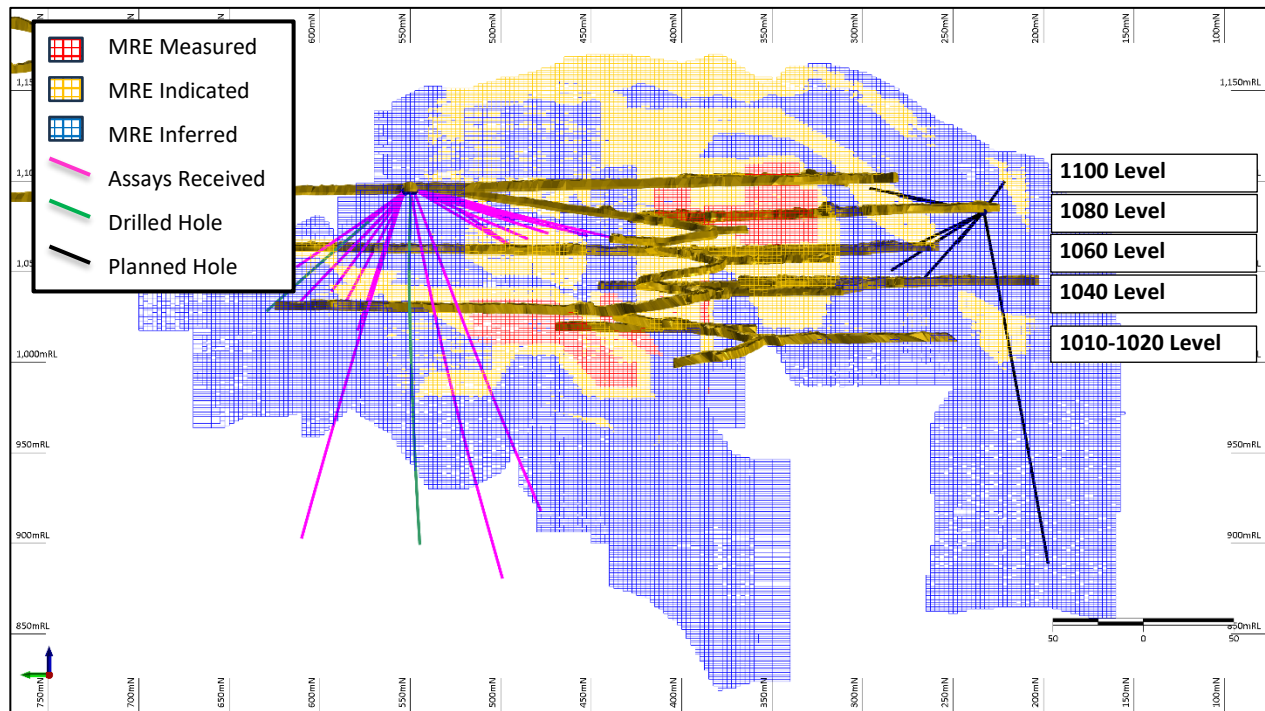 600mN 550mN 500mN 450mN 400mN 350mN 300mN 250mN 200mN 150mN 100mN
MRE Measured
MRE Indicated
MRE Inferred
Assays Received
Drilled Hole
Planned Hole
1,150mRL
1100 Level
1080 Level
1060 Level
1040 Level
1010-1020 Level
1,000mRL
950mRL 950mRL
900mRL 900mRL
850mRL 850mRL
50 0 50
750mN 700mN 650mN 600mN 550mN 500mN 450mN 400mN 350mN 300mN 250mN 200mN 150mN 100mN